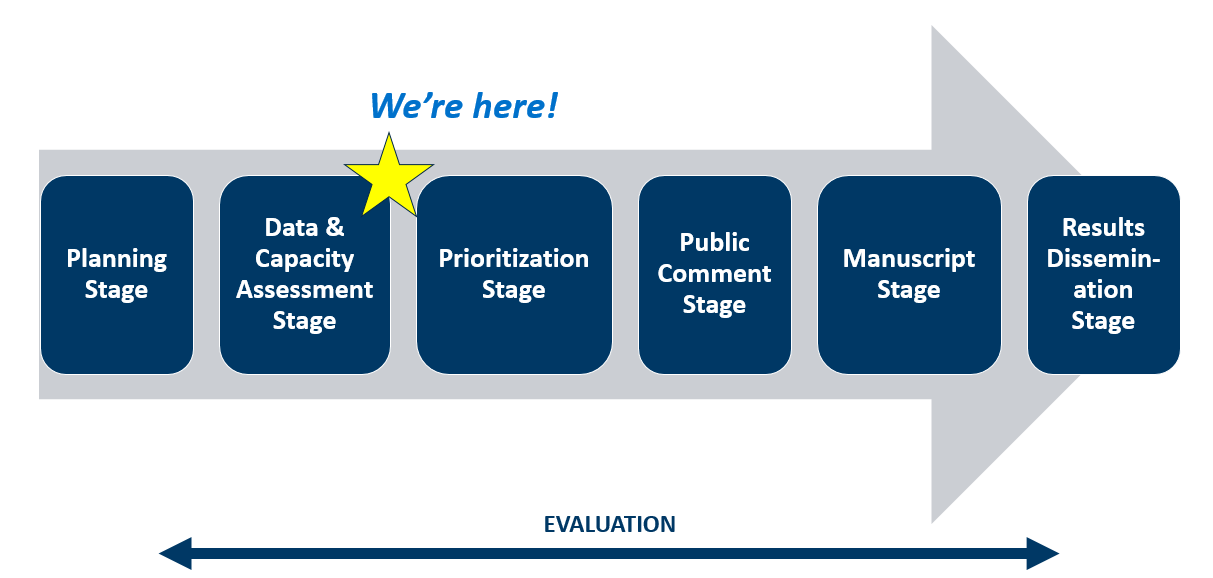 We're here!
Planning
Stage
Data &
Capacity
Assessment
Stage
Prioritization
Stage
Public
Comment
Stage
Manuscript
Stage
Results
Dissemin-
ation
Stage
EVALUATION